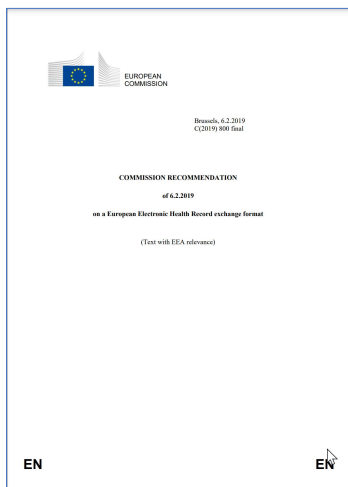 EUROPEAN
COMMISSION
Brussels, 6.2.2019
C(2019) 800 final
COMMISSION RECOMMENDATION
of 6.2.2019
on a European Electronic Health Record exchange format
(Text with EEA relevance)
EN
EN